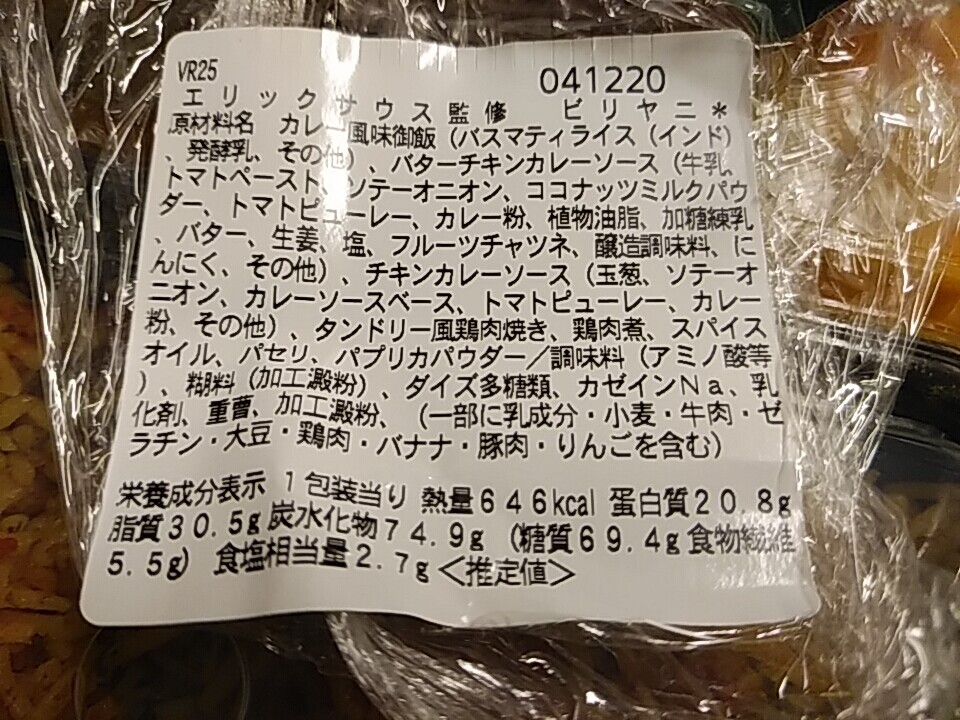 VR25
041220
エリックサウス監修 ビリヤニ*
原材料名 カレー風味御飯(バスマティライス(インド)
、発酵乳、その他)、バターチキンカレーソース(牛乳、
トマトペースト、ソテーオニオン、ココナッツミルクパウ
ダー、トマトピューレー、カレー粉、植物油脂、加糖練乳
、バター、生姜、塩、フルーツチャツネ、醸造調味料、に
んにく、その他)、チキンカレーソース(玉葱、ソテーオ
ニオン、カレーソースベース、トマトピューレー、カレー
粉、その他)、タンドリー風鶏肉焼き、鶏肉煮、スパイス
オイル、パセリ、パプリカパウダー/調味料(アミノ酸等
)、糊料(加工澱粉)、ダイズ多糖類、カゼインNa、乳
化剤、重曹、加工澱粉、(一部に乳成分・小麦・牛肉・ゼ
ラチン・大豆・鶏肉・バナナ・豚肉・りんごを含む)
栄養成分表示 1包装当り 熱量646kcal 蛋白質20.8g
脂質30.5g 炭水化物74.9g (糖質69.4g 食物繊維
5.5g) 食塩相当量2.7g <推定値>